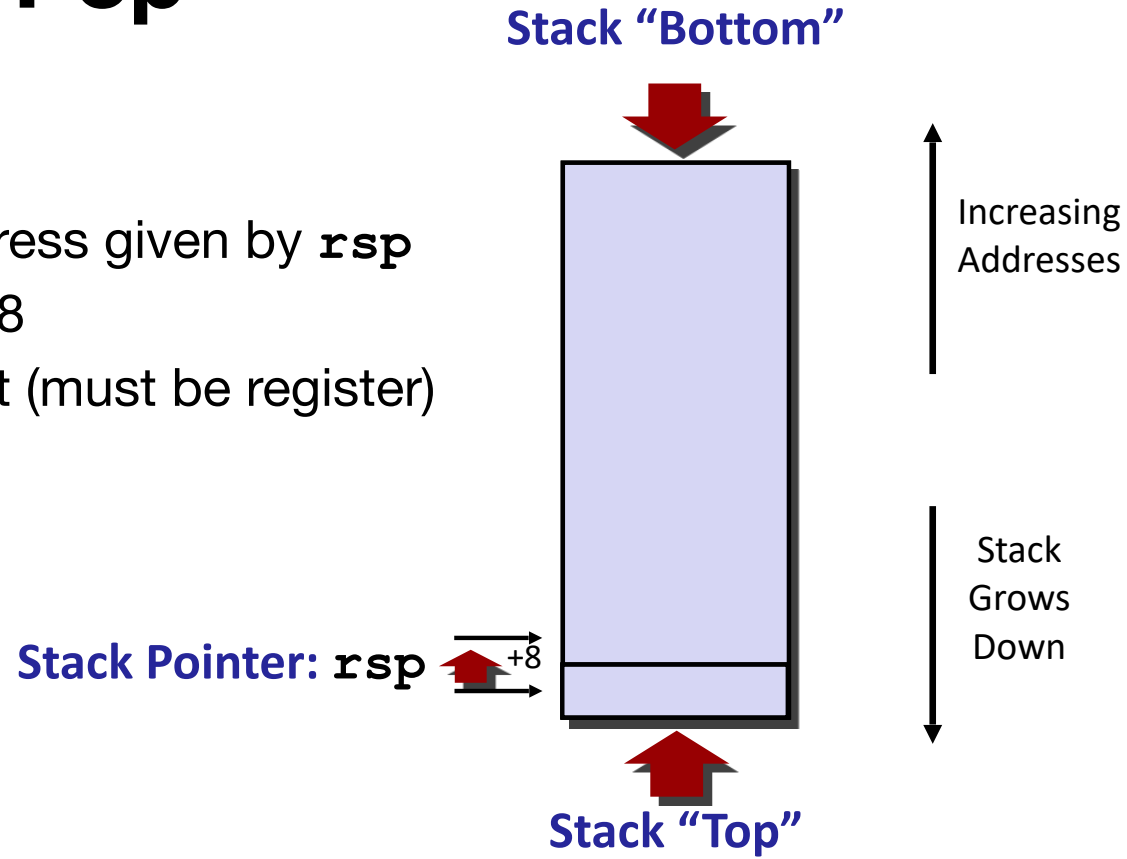 Stack “Bottom”
given by rsp
8
(must be register)
Increasing
Addresses
Stack
Grows
Down
Stack Pointer: rsp
+8
Stack “Top”